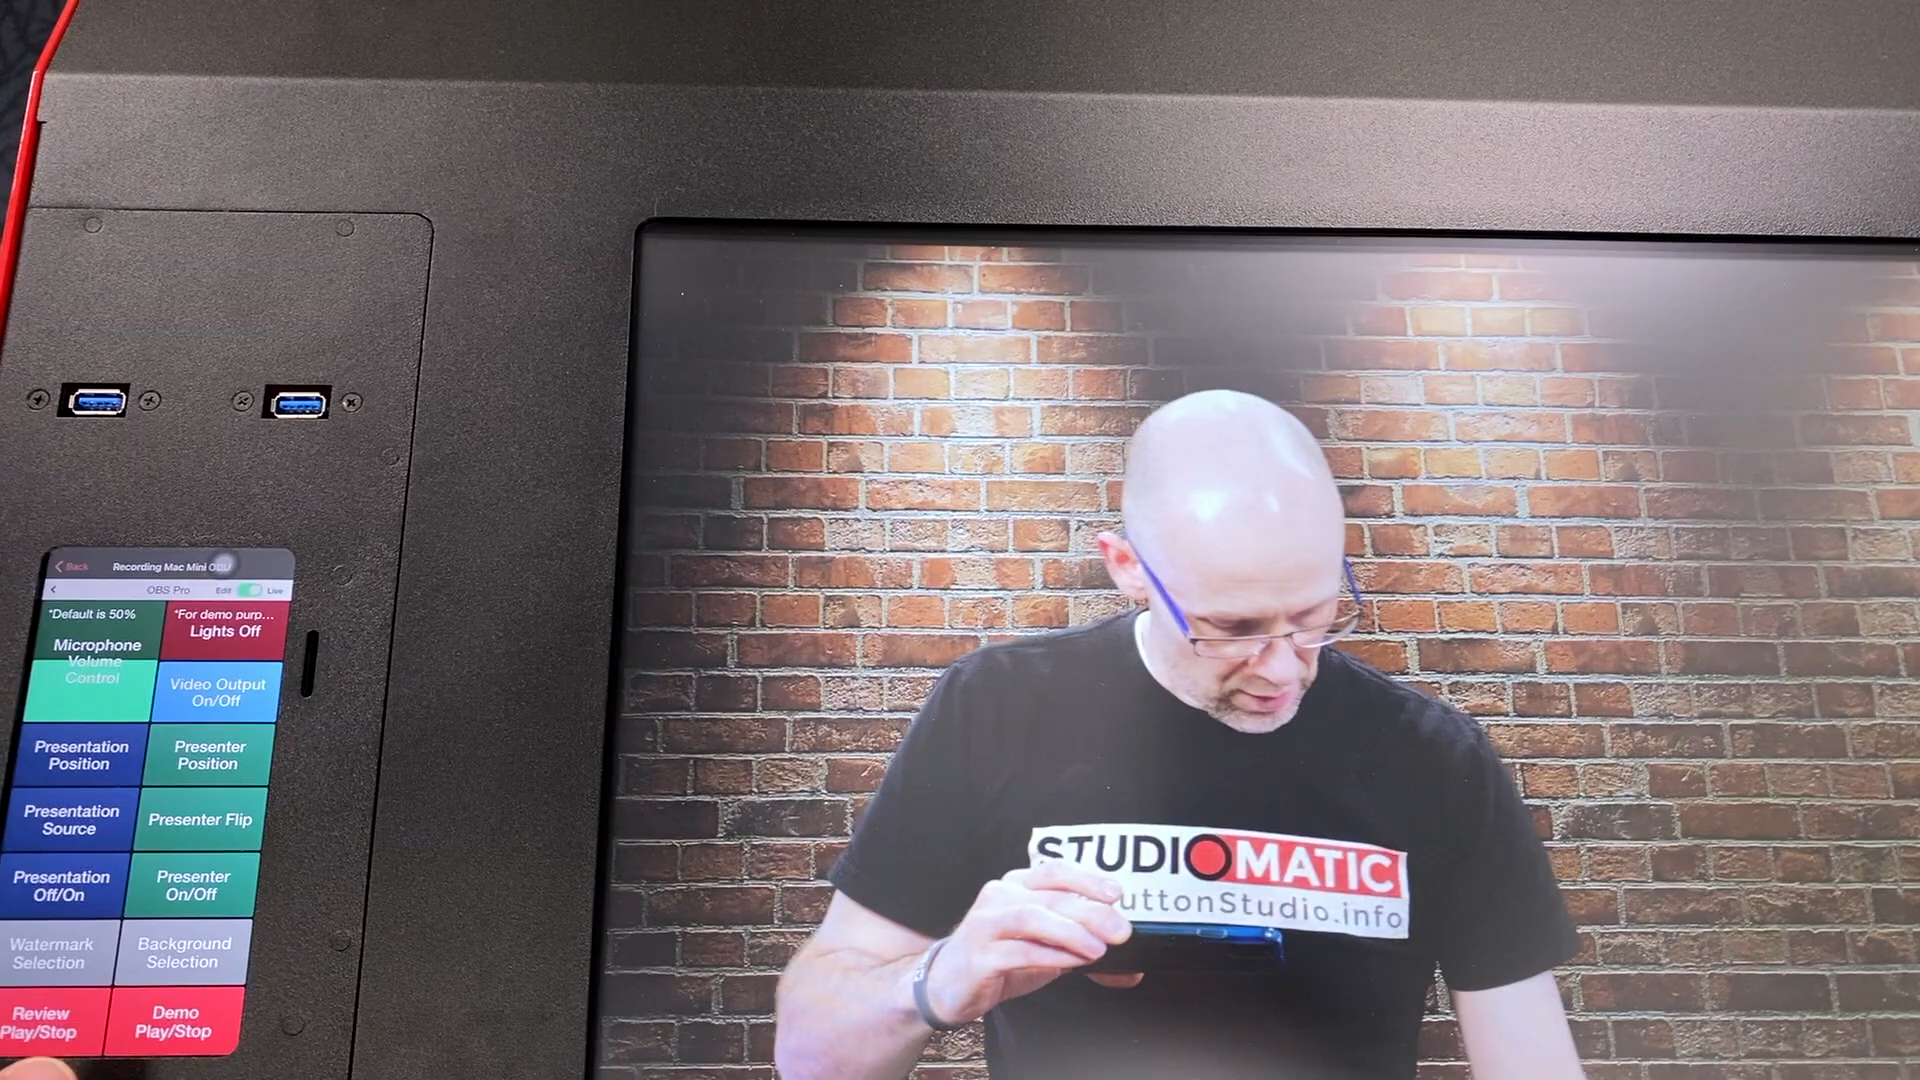 Back
Recording Mac Mini
OBS Pro
Edit
Live
*Default is 50%
Microphone
Volume
Control
*For demo purp...
Lights Off
Video Output
On/Off
Presentation
Position
Presenter
Position
Presentation
Source
Presenter Flip
Presentation
Off/On
Presenter
On/Off
Watermark
Selection
Background
Selection
Review
Play/Stop
Demo
Play/Stop
STUDIOMATIC
uttonStudio.info